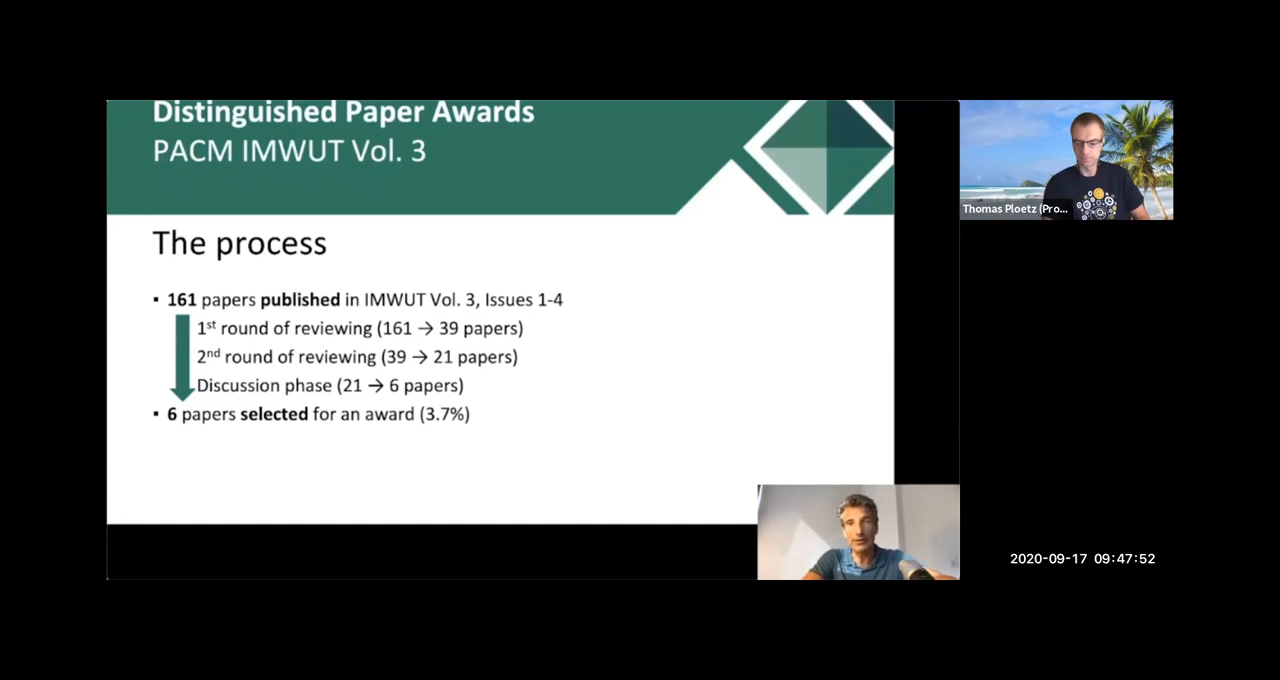 Distinguished Paper Awards
PACM IMWUT Vol. 3
The process
▪ 161 papers published in IMWUT Vol. 3, Issues 1-4
1st round of reviewing (161 → 39 papers)
2nd round of reviewing (39 → 21 papers)
Discussion phase (21 → 6 papers)
▪ 6 papers selected for an award (3.7%)
Thomas Ploetz (Pro...
2020-09-17 09:47:52